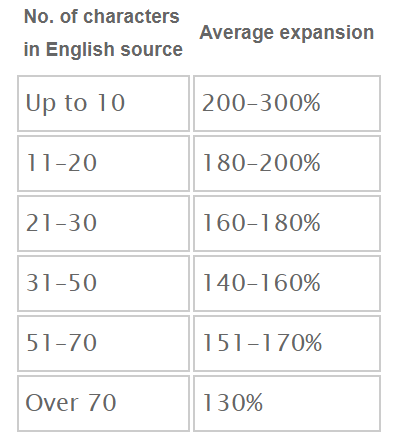 No. of characters
in English source
Average expansion
Up to 10 200–300%
11–20 180–200%
21–30 160–180%
31–50 140–160%
51–70 151–170%
Over 70 130%